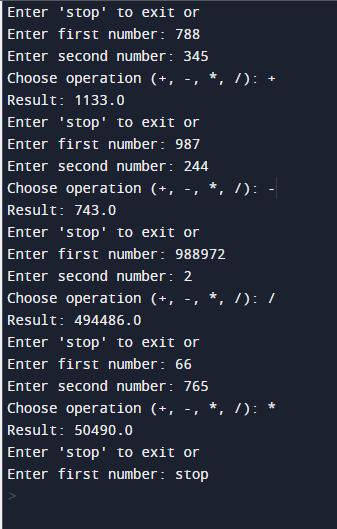 Enter 'stop' to exit or
Enter first number: 788
Enter second number: 345
Choose operation (+, -, *, /): +
Result: 1133.0
Enter 'stop' to exit or
Enter first number: 987
Enter second number: 244
Choose operation (+, -, *, /): -
Result: 743.0
Enter 'stop' to exit or
Enter first number: 988972
Enter second number: 2
Choose operation (+, -, *, /): /
Result: 494486.0
Enter 'stop' to exit or
Enter first number: 66
Enter second number: 765
Choose operation (+, -, *, /): *
Result: 50490.0
Enter 'stop' to exit or
Enter first number: stop
>